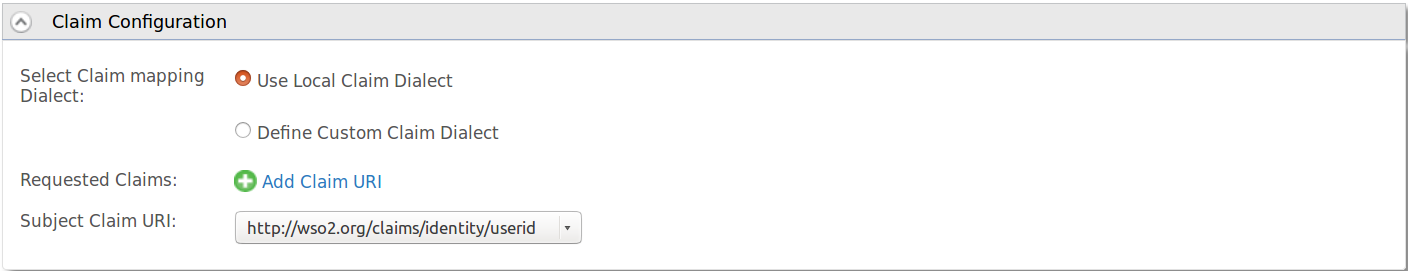 Claim Configuration
Select Claim mapping
Dialect:
Use Local Claim Dialect
Define Custom Claim Dialect
Requested Claims:
Add Claim URI
Subject Claim URI:
http://wso2.org/claims/identity/userid